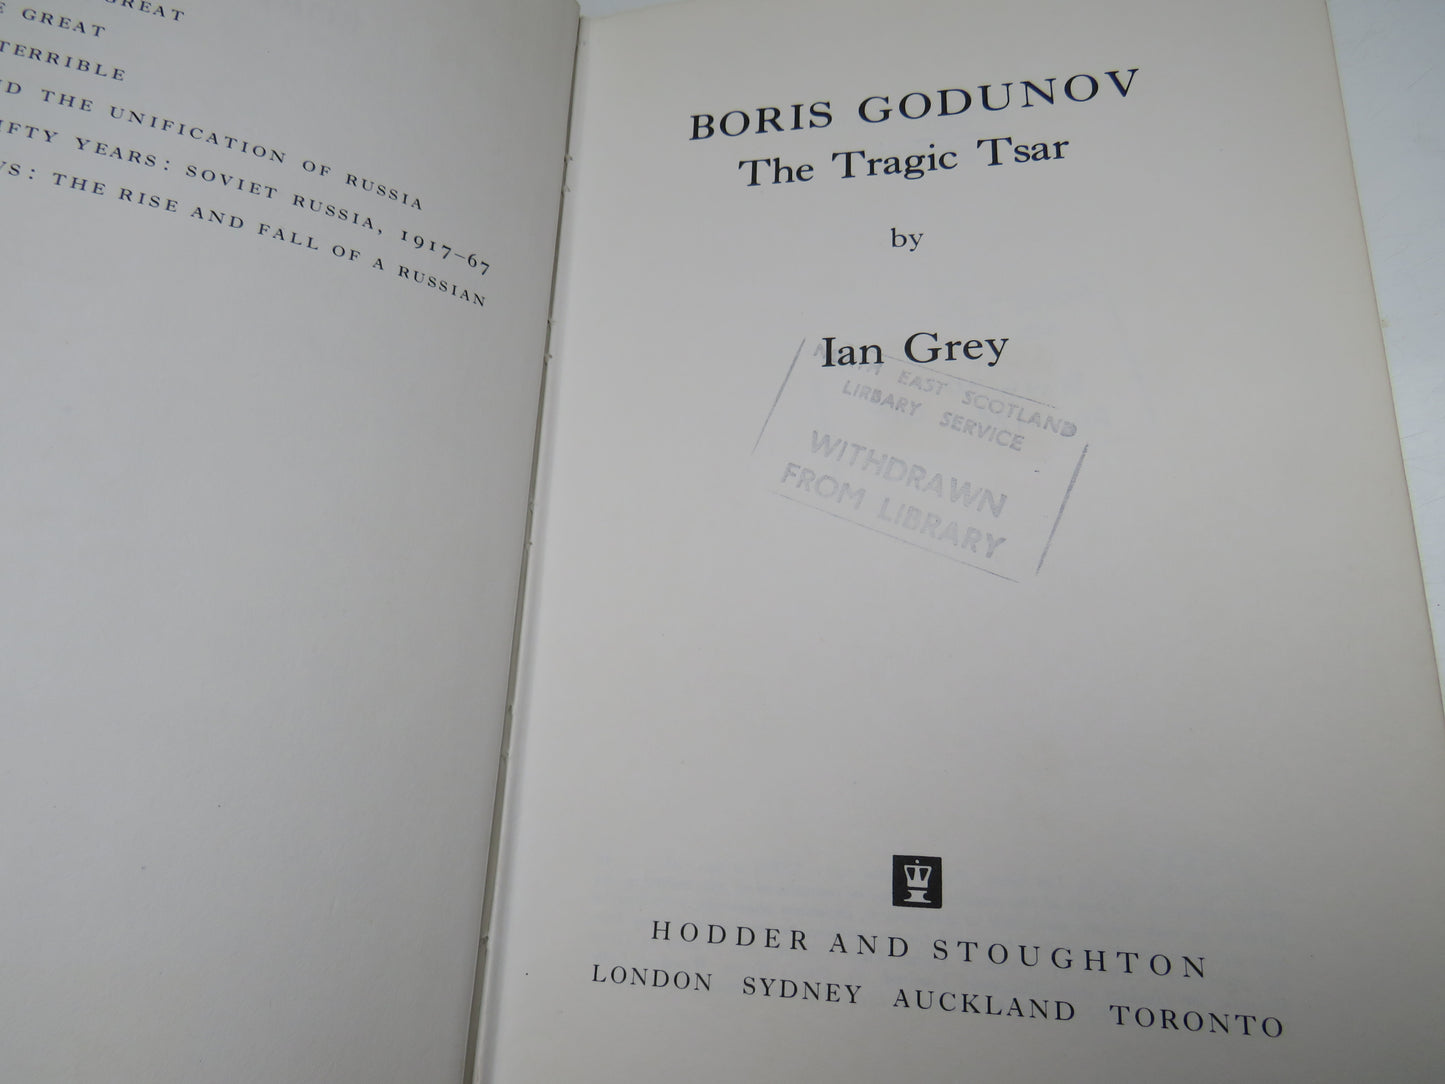 GREAT
GREAT
TERRIBLE
THE UNIFICATION OF RUSSIA
YEARS: SOVIET RUSSIA, 1917–67
THE RISE AND FALL OF A RUSSIAN
BORIS GODUNOV
The Tragic Tsar
by
Ian Grey
EAST SCOTLAND
LIRBARY SERVICE
WITHDRAWN
FROM LIBRARY
HODDER AND STOUGHTON
LONDON SYDNEY AUCKLAND TORONTO